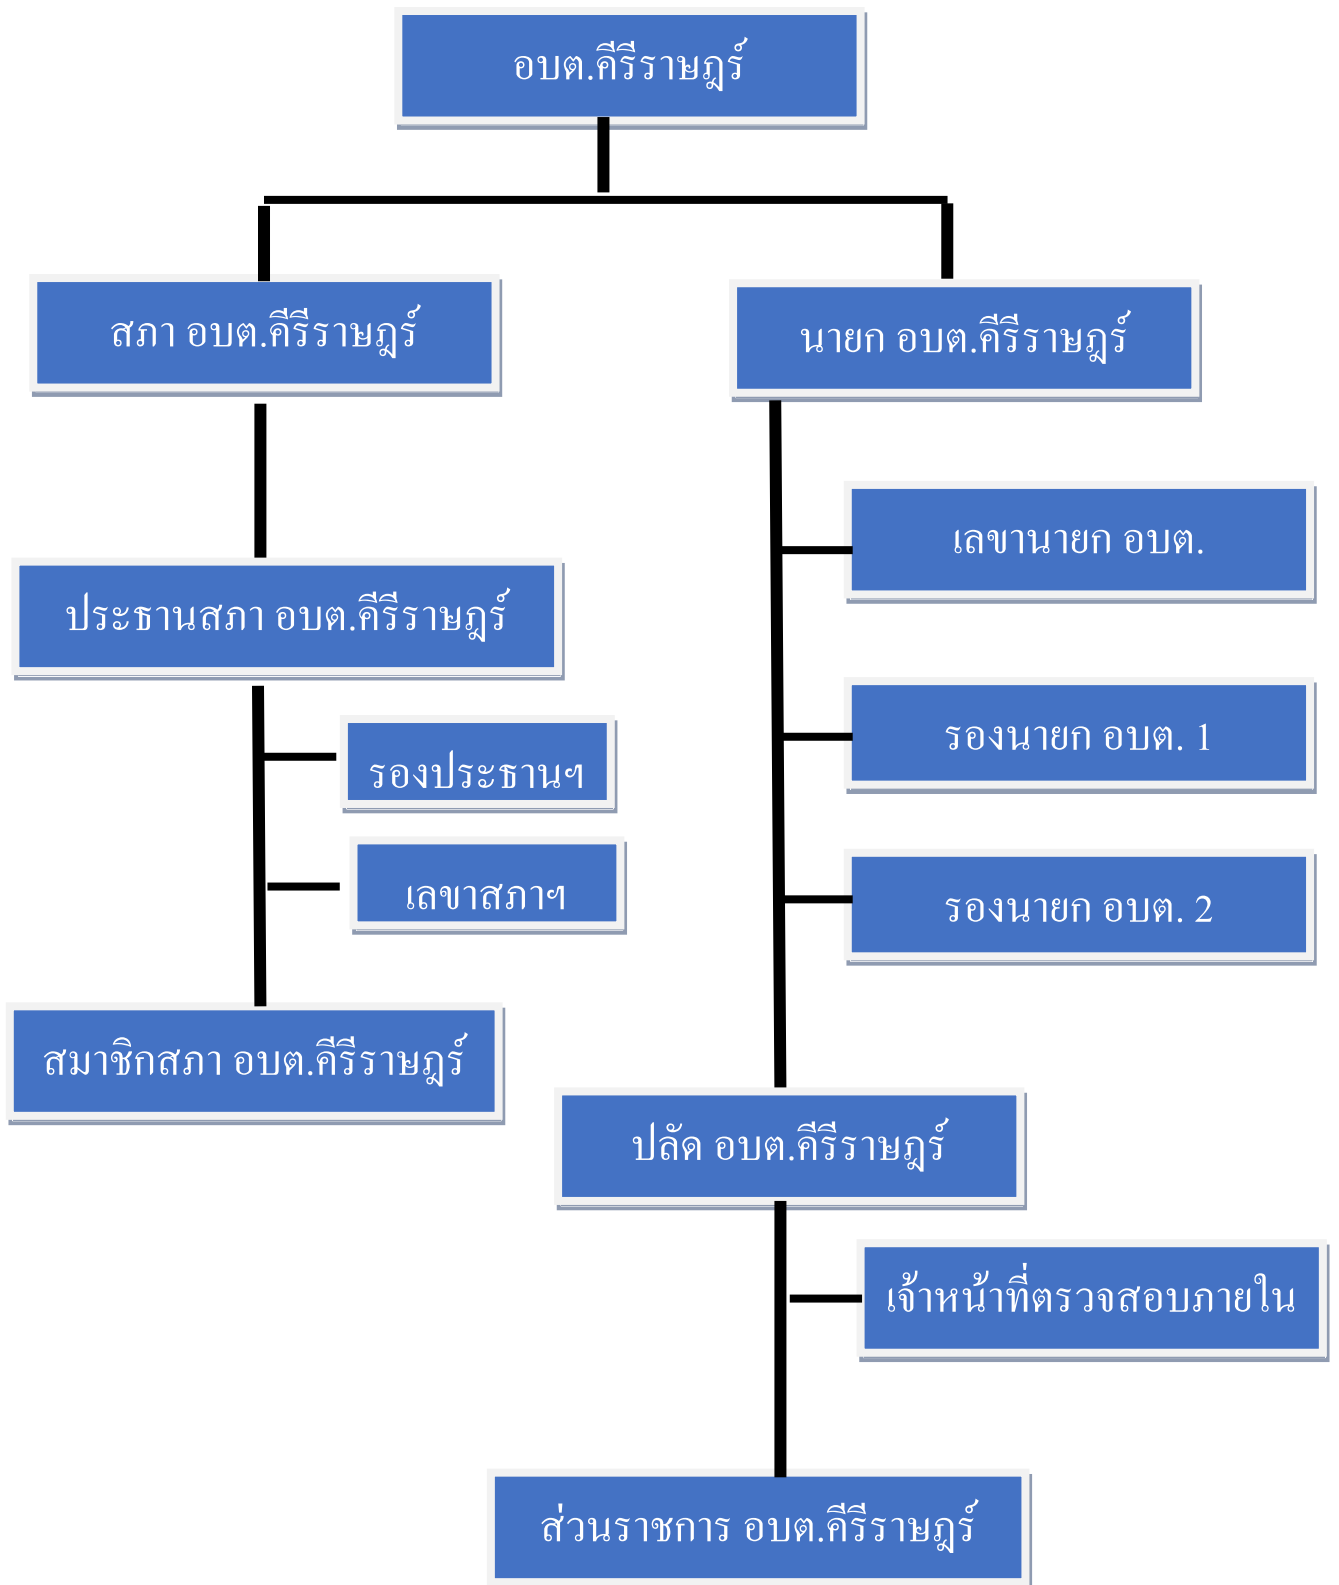 อบต.คีรีราษฎร์
สภา อบต.คีรีราษฎร์
นายก อบต.คีรีราษฎร์
เลขานายก อบต.
ประธานสภา อบต.คีรีราษฎร์
รองนายก อบต. 1
รองประธานฯ
เลขาสภาฯ
รองนายก อบต. 2
สมาชิกสภา อบต.คีรีราษฎร์
ปลัด อบต.คีรีราษฎร์
เจ้าหน้าที่ตรวจสอบภายใน
ส่วนราชการ อบต.คีรีราษฎร์